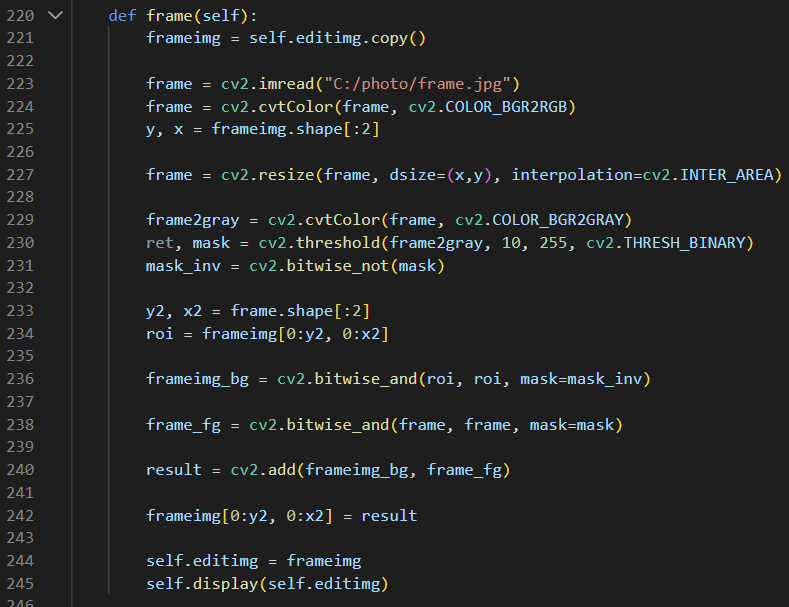 220 def frame(self):
221 frameimg = self.editimg.copy()
222
223 frame = cv2.imread("C:/photo/frame.jpg")
224 frame = cv2.cvtColor(frame, cv2.COLOR_BGR2RGB)
225 y, x = frameimg.shape[:2]
226
227 frame = cv2.resize(frame, dsize=(x,y), interpolation=cv2.INTER_AREA)
228
229 frame2gray = cv2.cvtColor(frame, cv2.COLOR_BGR2GRAY)
230 ret, mask = cv2.threshold(frame2gray, 10, 255, cv2.THRESH_BINARY)
231 mask_inv = cv2.bitwise_not(mask)
232
233 y2, x2 = frame.shape[:2]
234 roi = frameimg[0:y2, 0:x2]
235
236 frameimg_bg = cv2.bitwise_and(roi, roi, mask=mask_inv)
237
238 frame_fg = cv2.bitwise_and(frame, frame, mask=mask)
239
240 result = cv2.add(frameimg_bg, frame_fg)
241
242 frameimg[0:y2, 0:x2] = result
243
244 self.editimg = frameimg
245 self.display(self.editimg)
246